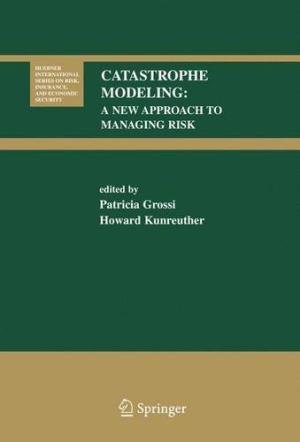 HUEBNER
INTERNATIONAL
SERIES ON RISK,
INSURANCE,
AND ECONOMIC
SECURITY
CATASTROPHE
MODELING:
A NEW APPROACH TO
MANAGING RISK
edited by
Patricia Grossi
Howard Kunreuther
Springer